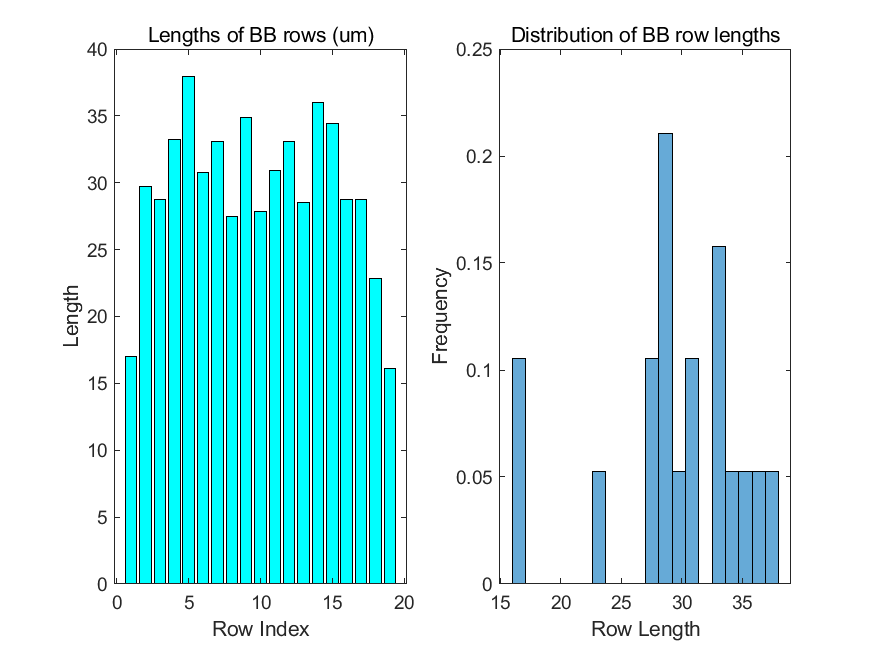 Lengths of BB rows (um)
40
35
30
25
20
15
10
5
0
Length
0 5 10 15 20
Row Index
Distribution of BB row lengths
0.25
0.2
0.15
0.1
0.05
0
Frequency
15 20 25 30 35
Row Length